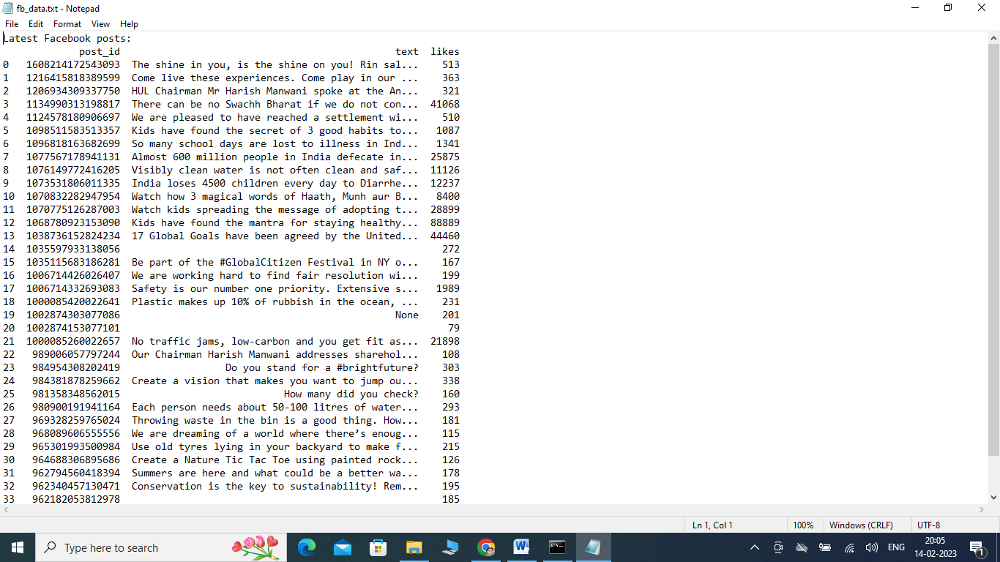 fb_data.txt - Notepad
File Edit Format View Help
Latest Facebook posts:
post_id text likes
0 1608214172543093 The shine in you, is the shine on you! Rin sal... 513
1 1216415818389599 Come live these experiences. Come play in our ... 363
2 1206934309337750 HUL Chairman Mr Harish Manwani spoke at the An... 321
3 1134990313198817 There can be no Swachh Bharat if we do not con... 41068
4 1124578180906697 We are pleased to have reached a settlement wi... 510
5 1098511583513357 Kids have found the secret of 3 good habits to... 1087
6 1096818163682699 So many school days are lost to illness in Ind... 1341
7 1077567178941131 Almost 600 million people in India defecate in... 25875
8 1076149772416205 Visibly clean water is not often clean and saf... 11126
9 1073531806011335 India loses 4500 children every day to Diarrhe... 12237
10 1070832282947954 Watch how 3 magical words of Haath, Munh aur B... 8400
11 1070775126287003 Watch kids spreading the message of adopting t... 28899
12 1068780923153090 Kids have found the mantra for staying healthy... 88889
13 1038736152824234 17 Global Goals have been agreed by the United... 44460
14 1035597933138056 272
15 1035115683186281 Be part of the #GlobalCitizen Festival in NY o... 167
16 1006714426026407 We are working hard to find fair resolution wi... 199
17 1006714332693083 Safety is our number one priority. Extensive s... 1989
18 1000085420022641 Plastic makes up 10% of rubbish in the ocean, ... 231
19 1002874303077086 None 201
20 1002874153077101 79
21 1000085260022657 No traffic jams, low-carbon and you get fit as... 21898
22 989006057797244 Our Chairman Harish Manwani addresses sharehol... 108
23 984954308202419 Do you stand for a #brightfuture? 303
24 984381878259662 Create a vision that makes you want to jump ou... 338
25 981358348562015 How many did you check? 160
26 980900191941164 Each person needs about 50-100 litres of water... 293
27 969328259765024 Throwing waste in the bin is a good thing. How... 181
28 968089606555556 We are dreaming of a world where there’s enoug... 115
29 965301993500984 Use old tyres lying in your backyard to make f... 215
30 964688306895686 Create a Nature Tic Tac Toe using painted rock... 126
31 962794560418394 Summers are here and what could be a better wa... 178
32 962340457130471 Conservation is the key to sustainability! Rem... 195
33 962182053812978 185
Ln 1, Col 1 100% Windows (CRLF) UTF-8
Type here to search
ENG
20:05
14-02-2023
1